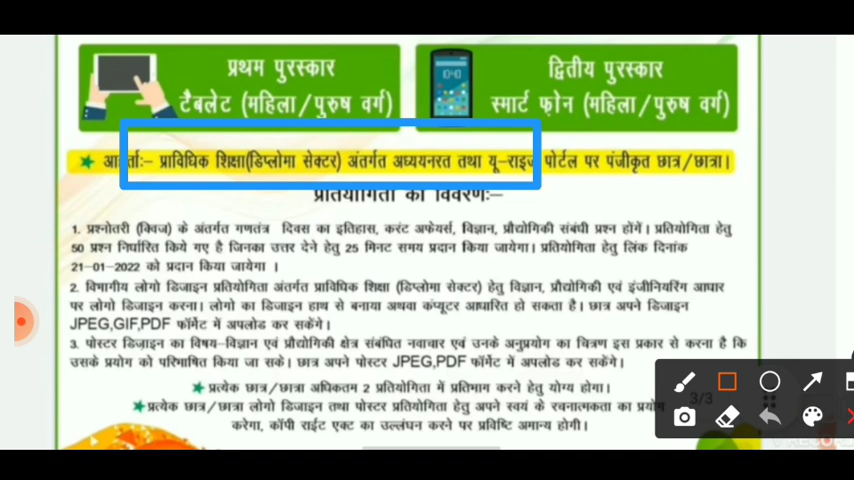 प्रथम पुरस्कार
टैबलेट (महिला/पुरुष वर्ग)
द्वितीय पुरस्कार
स्मार्ट फ़ोन (महिला/पुरुष वर्ग)
प्राविधिक शिक्षा(डिप्लोमा सेक्टर) अंतर्गत अध्ययनरत तथा यू–राइज पोर्टल पर पंजीकृत छात्र/छात्रा।
प्रतियोगिता का विवरणः–
1. प्रश्नोतरी (क्विज) के अंतर्गत गणतंत्र दिवस का इतिहास, करंट अफेयर्स, विज्ञान, प्रौद्योगिकी संबंधी प्रश्न होंगें। प्रतियोगिता हेतु
50 प्रश्न निर्धारित किये गए है जिनका उत्तर देने हेतु 25 मिनट समय प्रदान किया जायेगा। प्रतियोगिता हेतु लिंक दिनांक
21–01–2022 को प्रदान किया जायेगा ।
2. विभागीय लोगो डिजाइन प्रतियोगिता अंतर्गत प्राविधिक शिक्षा (डिप्लोमा सेक्टर) हेतु विज्ञान, प्रौद्योगिकी एवं इंजीनियरिंग आधार
पर लोगो डिजाइन करना। लोगो का डिजाइन हाथ से बनाया अथवा कंप्यूटर आधारित हो सकता है। छात्र अपने डिजाइन
JPEG,GIF,PDF फॉर्मेट में अपलोड कर सकेंगे।
3. पोस्टर डिज़ाइन का विषय–विज्ञान एवं प्रौद्योगिकी क्षेत्र संबंधित नवाचार एवं उनके अनुप्रयोग का चित्रण इस प्रकार से करना है कि
उसके प्रयोग को परिभाषित किया जा सके। छात्र अपने पोस्टर JPEG,PDF फॉर्मेट में अपलोड कर सकेंगे।
प्रत्येक छात्र/छात्रा अधिकतम 2 प्रतियोगिता में प्रतिभाग करने हेतु योग्य होगा।
3/3
प्रत्येक छात्र/छात्रा लोगो डिजाइन तथा पोस्टर प्रतियोगिता हेतु अपने स्वयं के रचनात्मकता का प्रयोग
करेगा, कॉपी राईट एक्ट का उल्लंघन करने पर प्रविष्टि अमान्य होगी।